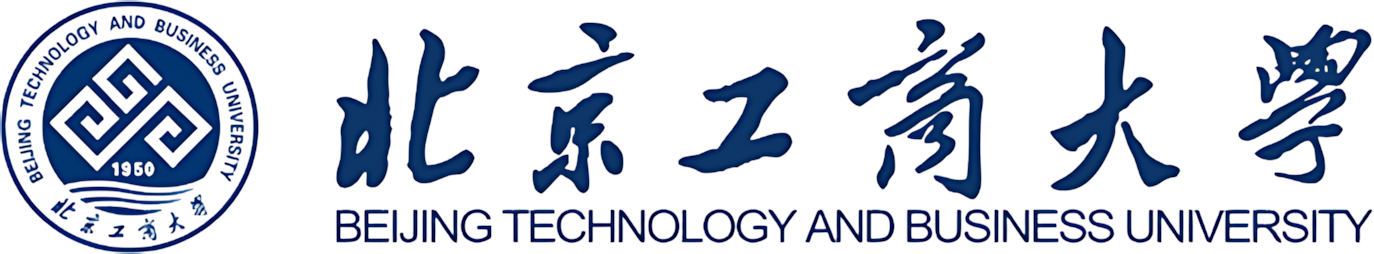 BEIJING TECHNOLOGY AND BUSINESS UNIVERSITY
1950
北京工商大學
北京工商大學
BEIJING TECHNOLOGY AND BUSINESS UNIVERSITY